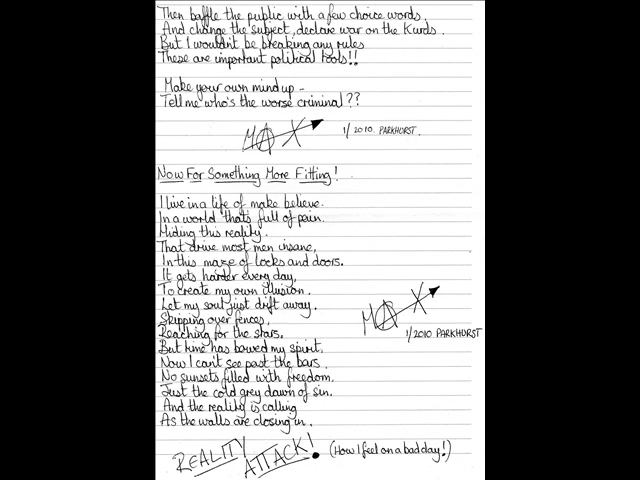 Then baffle the public with a few choice words.
And change the subject, declare war on the Kurds.
But I wouldn't be breaking any rules
These are important political tools!!
Make your own mind up -
Tell me who's the worse criminal??
MAX
1/2010. PARKHURST.
Now For Something More Fitting!
I live in a life of make believe.
In a world that's full of pain.
Hiding this reality.
That drive most men insane,
In this maze of locks and doors.
It gets harder every day,
To create my own illusion.
Let my soul just drift away.
Skipping over fences,
Reaching for the stars.
But time has bowed my spirit.
Now I can't see past the bars.
No sunsets filled with freedom.
Just the cold grey dawn of sin.
And the reality is calling
As the walls are closing in.
MAX
1/2010 PARKHURST
REALITY ATTACK!
(How I feel on a bad day!)